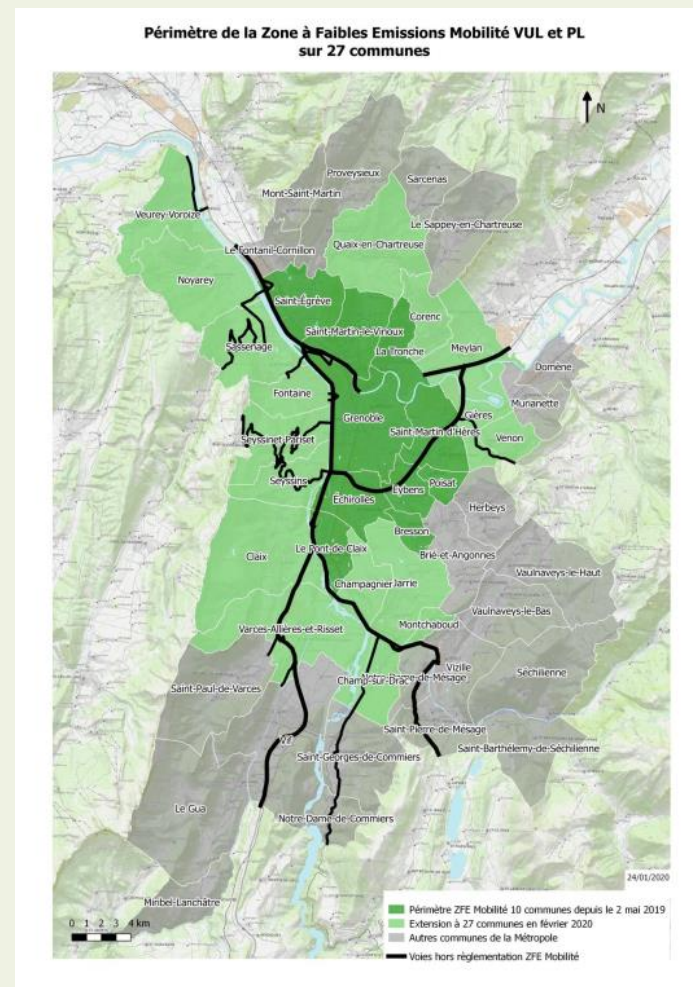 Périmètre de la Zone à Faibles Emissions Mobilité VUL et PL
sur 27 communes
N
Proveysieux
Sarcenas
Mont-Saint-Martin
Le Sappey-en-Chartreuse
Veurey-Voroize
Quaix-en-Chartreuse
Le Fontanil-Cornillon
Noyarey
Saint-Égrève
Corenc
Saint-Martin-le-Vinoux
Sassenage
La Tronche
Meylan
Domène
Fontaine
Murianette
Grenoble
Gières
Saint-Martin-d'Hères
Seyssinet-Pariset
Venon
Seyssins
Poisat
Eybens
Échirolles
Herbeys
Bresson
Le Pont-de-Claix
Brié-et-Angonnes
Claix
Vaulnaveys-le-Haut
Champagnier
Jarrie
Vaulnaveys-le-Bas
Montchaboud
Varces-Allières-et-Risset
Vizille
Séchilienne
Notre-Dame-de-Mésage
Champ-sur-Drac
Saint-Paul-de-Varces
Saint-Pierre-de-Mésage
Vif
Saint-Barthélemy-de-Séchilienne
Saint-Georges-de-Commiers
Le Gua
Notre-Dame-de-Commiers
Miribel-Lanchâtre
24/01/2020
0 1 2 3 4 km
Périmètre ZFE Mobilité 10 communes depuis le 2 mai 2019
Extension à 27 communes en février 2020
Autres communes de la Métropole
Voies hors règlementation ZFE Mobilité